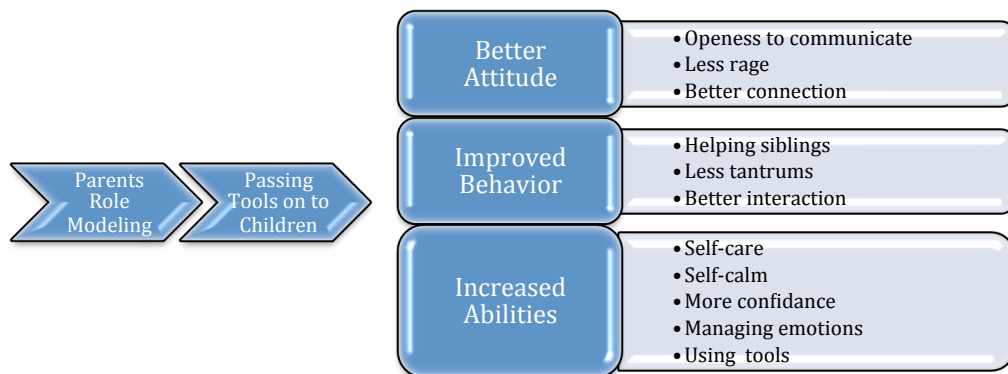 Parents
Role
Modeling
Passing
Tools on to
Children
Better
Attitude
• Openess to communicate
• Less rage
• Better connection
Improved
Behavior
• Helping siblings
• Less tantrums
• Better interaction
Increased
Abilities
• Self-care
• Self-calm
• More confidance
• Managing emotions
• Using tools